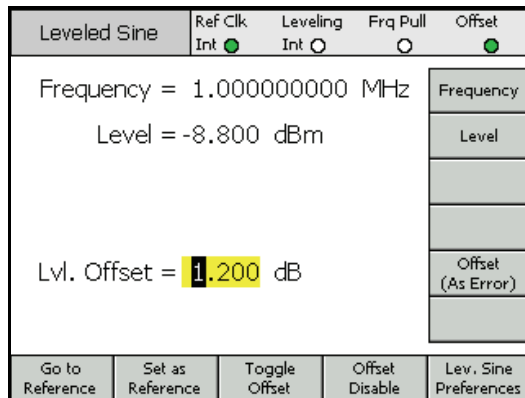 Leveled Sine
Ref Clk
Int
Leveling
Int
Frq Pull
Offset
Frequency = 1.000000000 MHz
Level = -8.800 dBm
Lvl. Offset = 1.200 dB
Frequency
Level
Offset
(As Error)
Go to
Reference
Set as
Reference
Toggle
Offset
Offset
Disable
Lev. Sine
Preferences